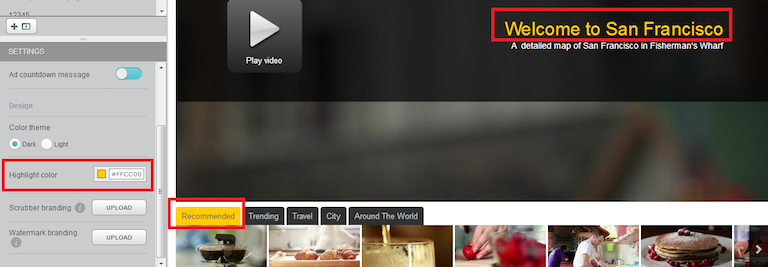 12345
SETTINGS
Ad countdown message
Design
Color theme
Dark Light
Highlight color #FFCC00
Scrubber branding i UPLOAD
Watermark branding i UPLOAD
Play video
Welcome to San Francisco
A detailed map of San Francisco in Fisherman's Wharf
Recommended Trending Travel City Around The World